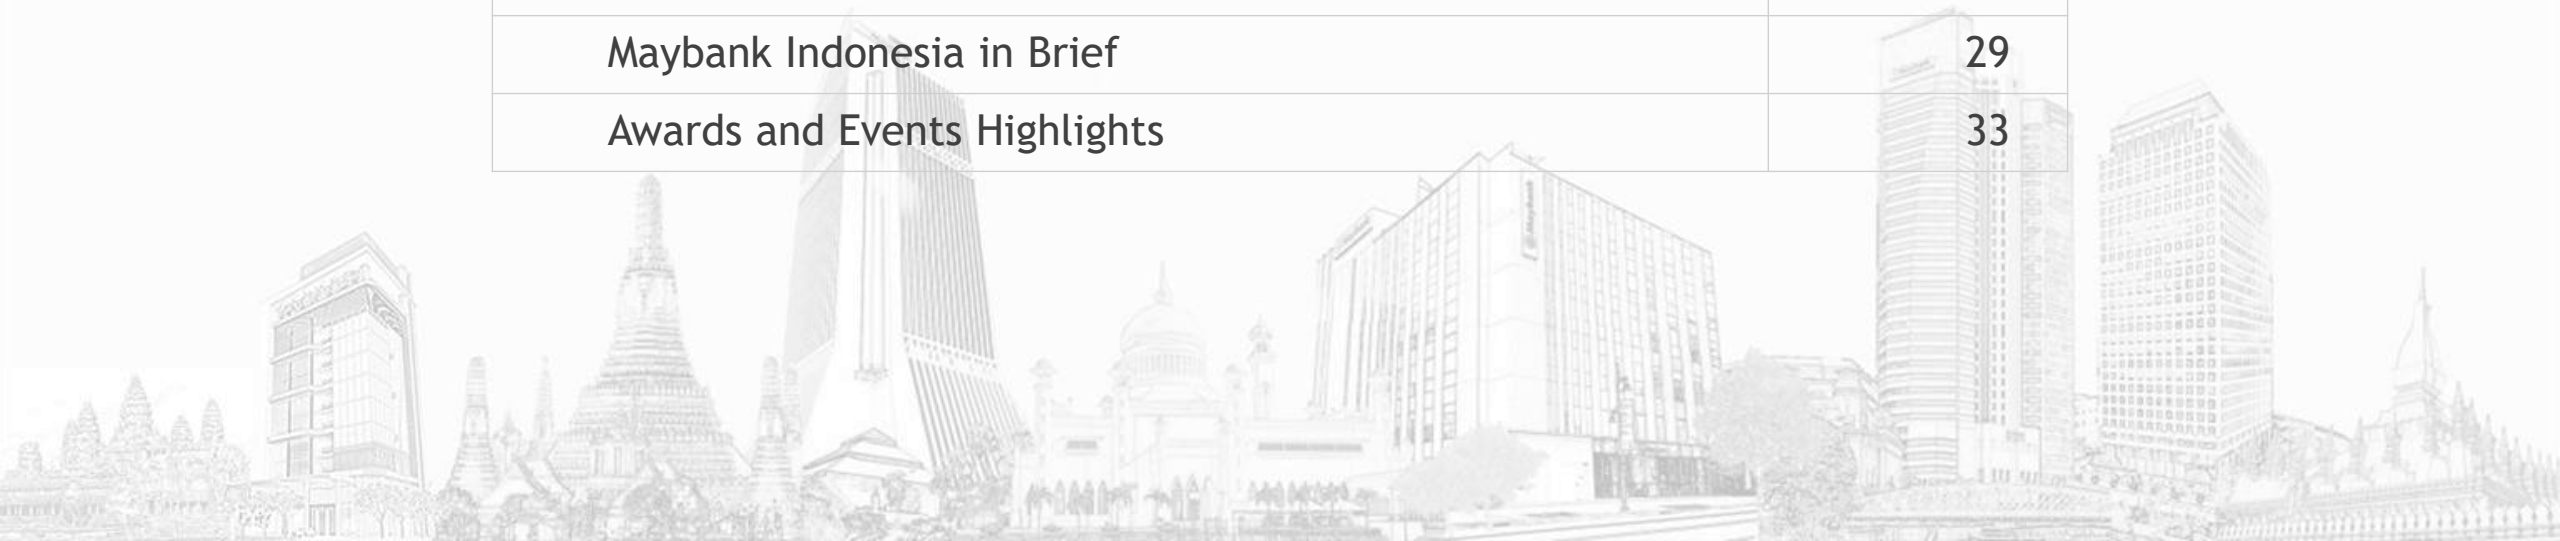 Maybank Indonesia in Brief 29
Awards and Events Highlights 33